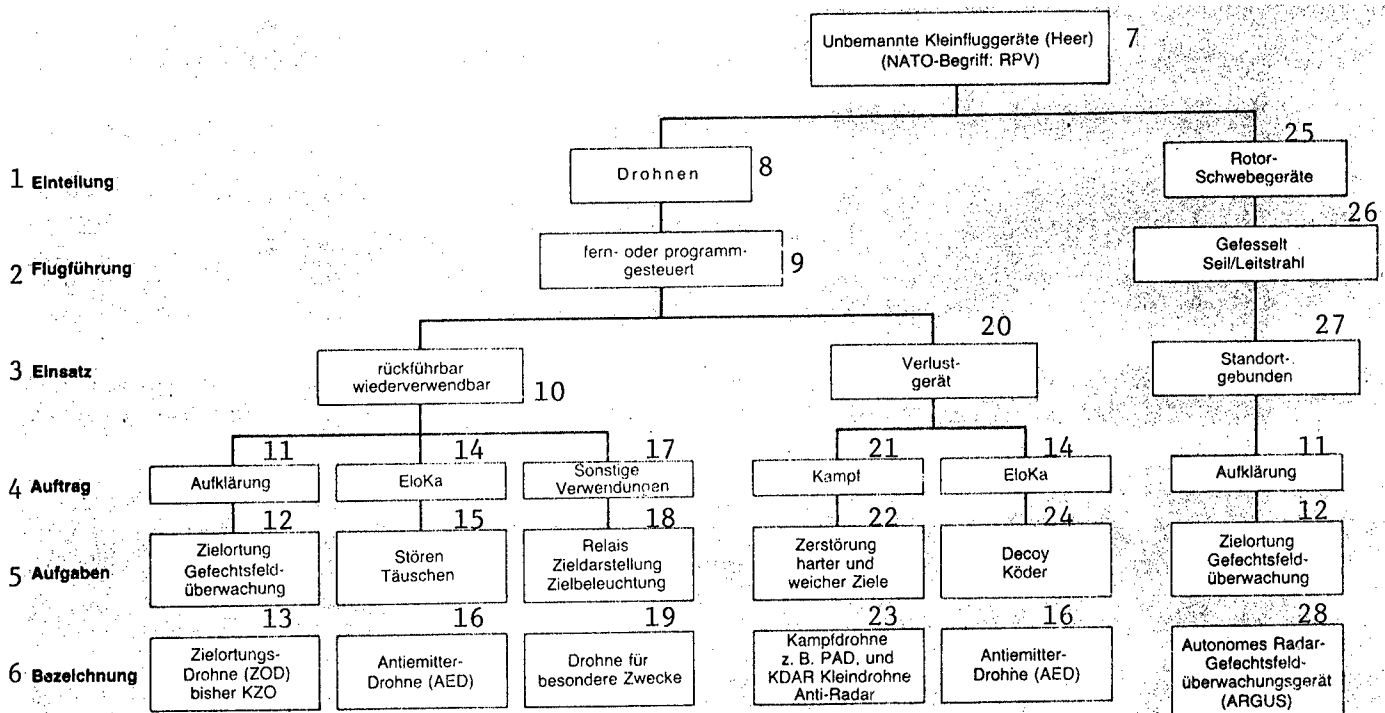 Unbemannte Kleinfluggeräte (Heer)
(NATO-Begriff: RPV)
7
1 Einteilung
Drohnen
8
25
Rotor-
Schwebegeräte
2 Flugführung
fern- oder programm-
gesteuert
9
26
Gefesselt
Seil/Leitstrahl
3 Einsatz
rückführbar
wiederverwendbar
10
20
Verlust-
gerät
27
Standort-
gebunden
4 Auftrag
11
Aufklärung
14
EloKa
17
Sonstige
Verwendungen
21
Kampf
14
EloKa
11
Aufklärung
5 Aufgaben
12
Zielortung
Gefechtsfeld-
überwachung
15
Stören
Täuschen
18
Relais
Zieldarstellung
Zielbeleuchtung
22
Zerstörung
harter und
weicher Ziele
24
Decoy
Köder
12
Zielortung
Gefechtsfeld-
überwachung
6 Bezeichnung
13
Zielortungs-
Drohne (ZOD)
bisher KZO
16
Antiemitter-
Drohne (AED)
19
Drohne für
besondere Zwecke
23
Kampfdrohne
z. B. PAD, und
KDAR Kleindrohne
Anti-Radar
16
Antiemitter-
Drohne (AED)
28
Autonomes Radar-
Gefechtsfeld-
überwachungsgerät
(ARGUS)